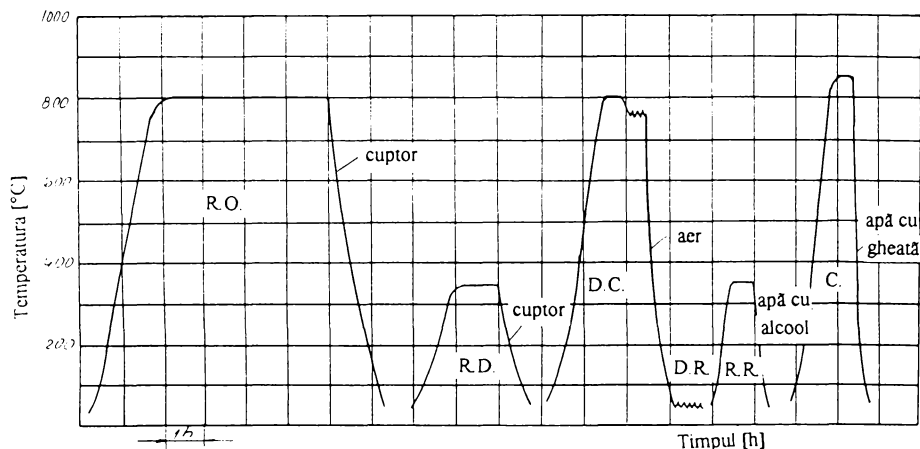 1000
800
600
400
200
Temperatura [°C]
R.O.
cuptor
R.D.
cuptor
D.C.
aer
D.R.
R.R.
apă cu
alcool
C.
apă cu
gheată
1h
Timpul [h]